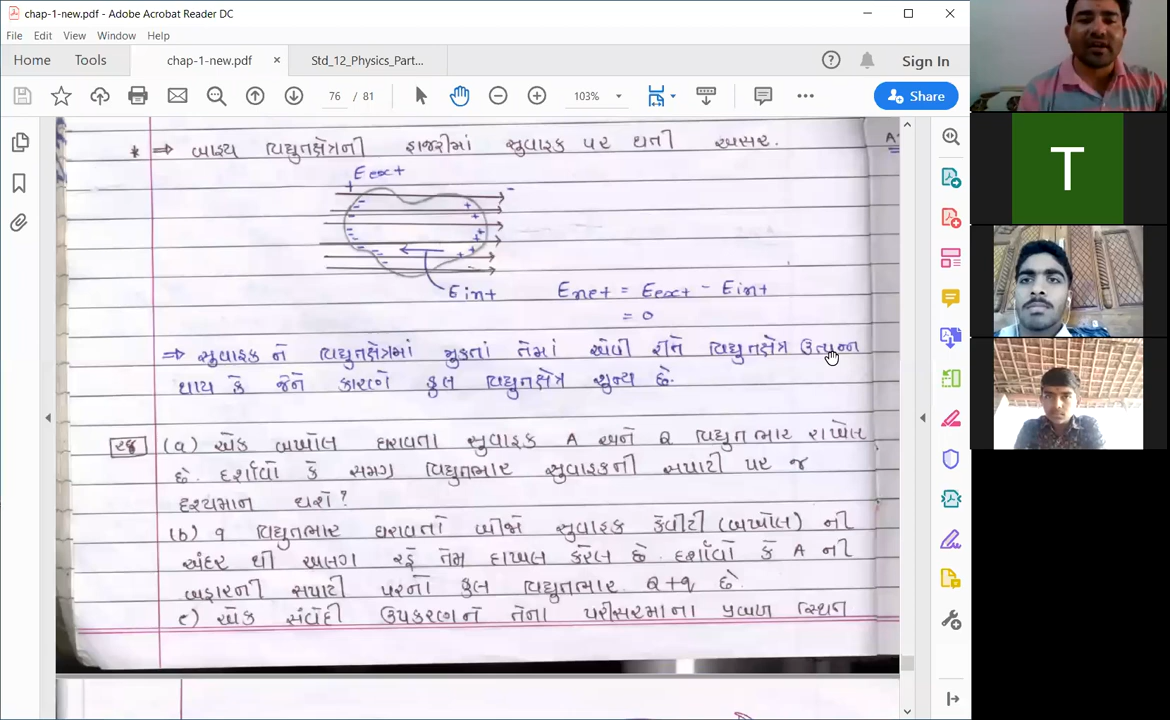 chap-1-new.pdf - Adobe Acrobat Reader DC
File Edit View Window Help
Home Tools chap-1-new.pdf × Std_12_Physics_Part... Sign In
76 / 81 103% Share
* ⇒ બાહ્ય વિદ્યુતક્ષેત્રની હાજરીમાં સુવાહક પર થતી અસર.
Eext
Eint Enet = Eext - Eint
= 0
⇒ સુવાહક ને વિદ્યુતક્ષેત્રમાં મુકતાં તેમાં એવી રીતે વિદ્યુતક્ષેત્ર ઉત્પન્ન
થાય કે જેને કારણે કુલ વિદ્યુતક્ષેત્ર શુન્ય છે.
(a) એક બખોલ ધરાવતા સુવાહક A અને Q વિદ્યુતભાર રાખેલ
છે. દર્શાવો કે સમગ્ર વિદ્યુતભાર સુવાહકની સપાટી પર જ
દશ્યમાન થશે?
(b) q વિદ્યુતભાર ધરાવતો બીજો સુવાહક કેવીટી (બખોલ) ની
અંદર થી અલગ રહે તેમ દાખલ કરેલ છે. દર્શાવો કે A ની
બહારની સપાટી પરનો કુલ વિદ્યુતભાર Q+q છે.
c) એક સંવેદી ઉપકરણને તેના પરીસરમાના પ્રબળ સ્થિત
T